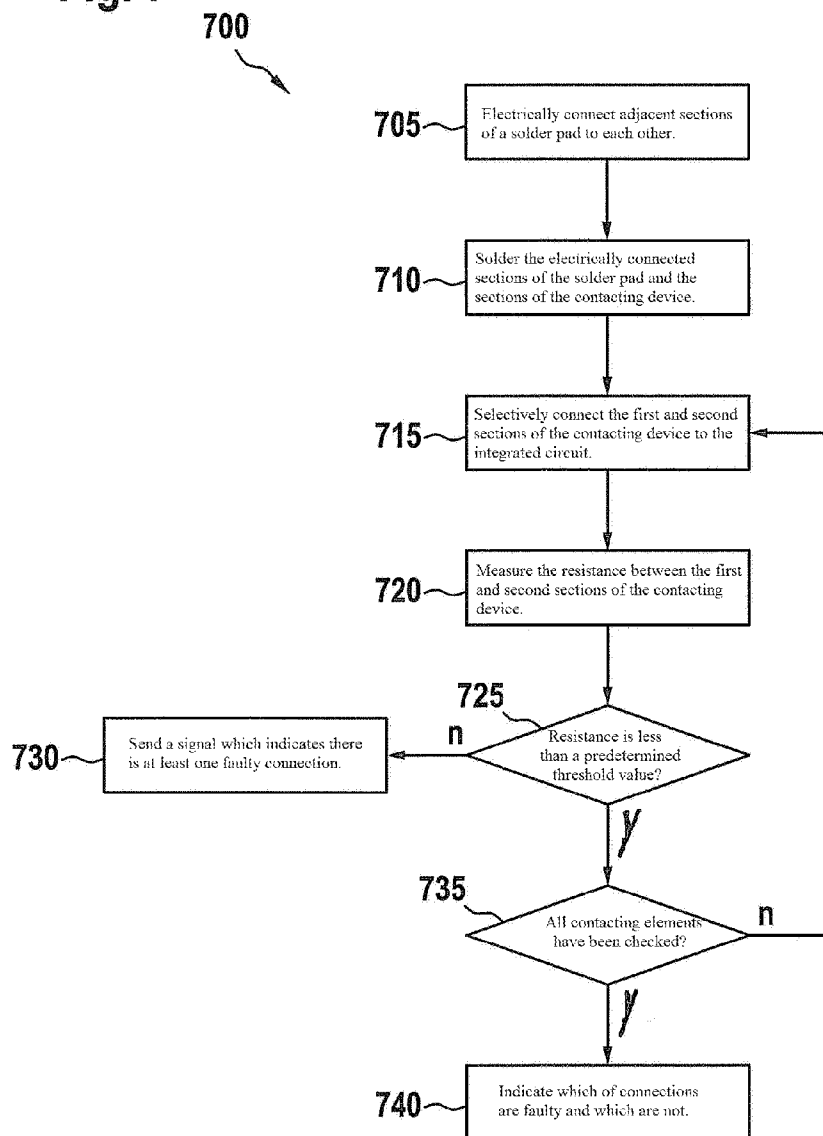 700
705
Electrically connect adjacent sections
of a solder pad to each other.
710
Solder the electrically connected
sections of the solder pad and the
sections of the contacting device.
715
Selectively connect the first and second
sections of the contacting device to the
integrated circuit.
720
Measure the resistance between the first
and second sections of the contacting
device.
725
Resistance is less
than a predetermined
threshold value?
n
730
Send a signal which indicates there
is at least one faulty connection.
y
735
All contacting elements
have been checked?
n
y
740
Indicate which of connections
are faulty and which are not.